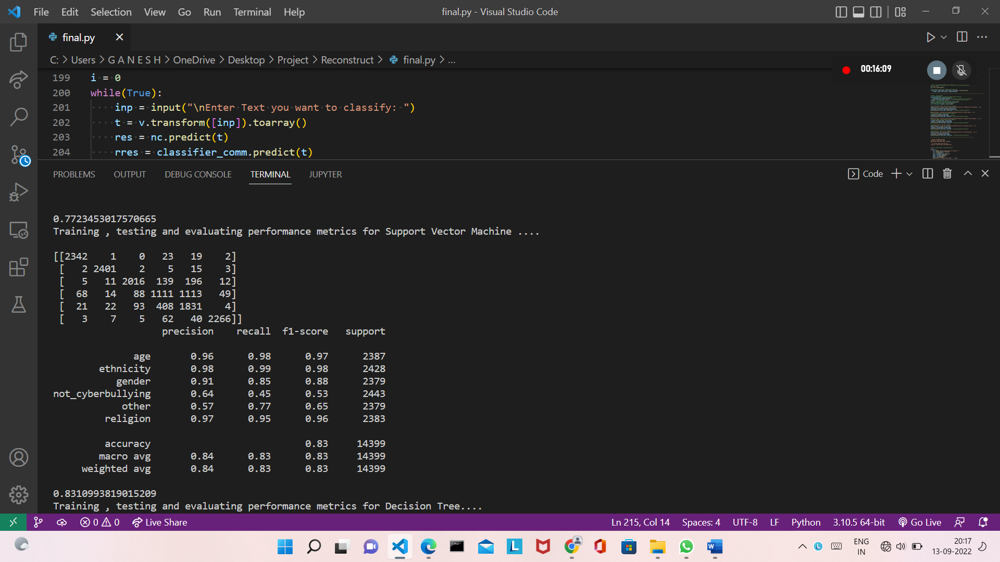 File Edit Selection View Go Run Terminal Help
final.py - Visual Studio Code
final.py
C: > Users > G A N E S H > OneDrive > Desktop > Project > Reconstruct > final.py > ...
00:16:09
199 i = 0
200 while(True):
201 inp = input("\nEnter Text you want to classify: ")
202 t = v.transform([inp]).toarray()
203 res = nc.predict(t)
204 rres = classifier_comm.predict(t)
PROBLEMS OUTPUT DEBUG CONSOLE TERMINAL JUPYTER
Code
0.7723453017570665
Training , testing and evaluating performance metrics for Support Vector Machine ....
[[2342 1 0 23 19 2]
[ 2 2401 2 5 15 3]
[ 5 11 2016 139 196 12]
[ 68 14 88 1111 1113 49]
[ 21 22 93 408 1831 4]
[ 3 7 5 62 40 2266]]
precision recall f1-score support
age 0.96 0.98 0.97 2387
ethnicity 0.98 0.99 0.98 2428
gender 0.91 0.85 0.88 2379
not_cyberbullying 0.64 0.45 0.53 2443
other 0.57 0.77 0.65 2379
religion 0.97 0.95 0.96 2383
accuracy 0.83 14399
macro avg 0.84 0.83 0.83 14399
weighted avg 0.84 0.83 0.83 14399
0.8310993819015209
Training , testing and evaluating performance metrics for Decision Tree....
0 0 Live Share
Ln 215, Col 14 Spaces: 4 UTF-8 LF Python 3.10.5 64-bit Go Live
ENG
IN
20:17
13-09-2022